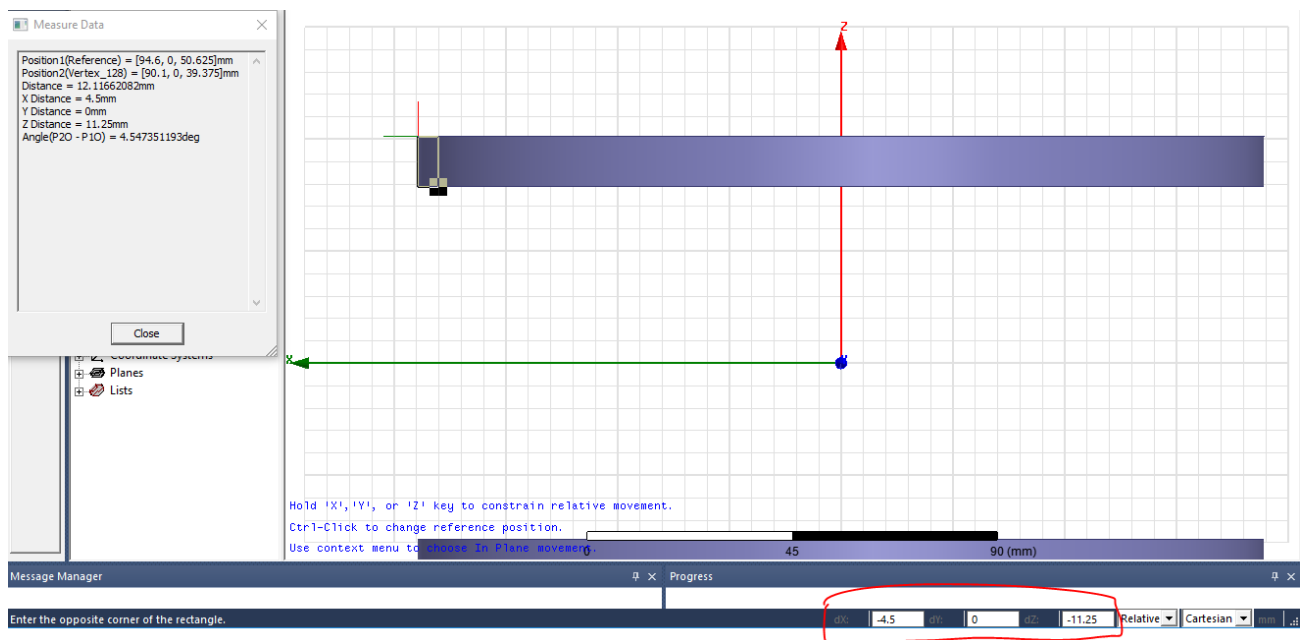 Measure Data
Position1(Reference) = [94.6, 0, 50.625]mm
Position2(Vertex_128) = [90.1, 0, 39.375]mm
Distance = 12.11662082mm
X Distance = 4.5mm
Y Distance = 0mm
Z Distance = 11.25mm
Angle(P2O - P1O) = 4.547351193deg
Close
Coordinate Systems
Planes
Lists
Z
X
Hold 'X','Y', or 'Z' key to constrain relative movement.
Ctrl-Click to change reference position.
Use context menu to choose In Plane movement.
0 45 90 (mm)
Message Manager
Progress
Enter the opposite corner of the rectangle.
dX: -4.5 dY: 0 dZ: -11.25 Relative Cartesian mm